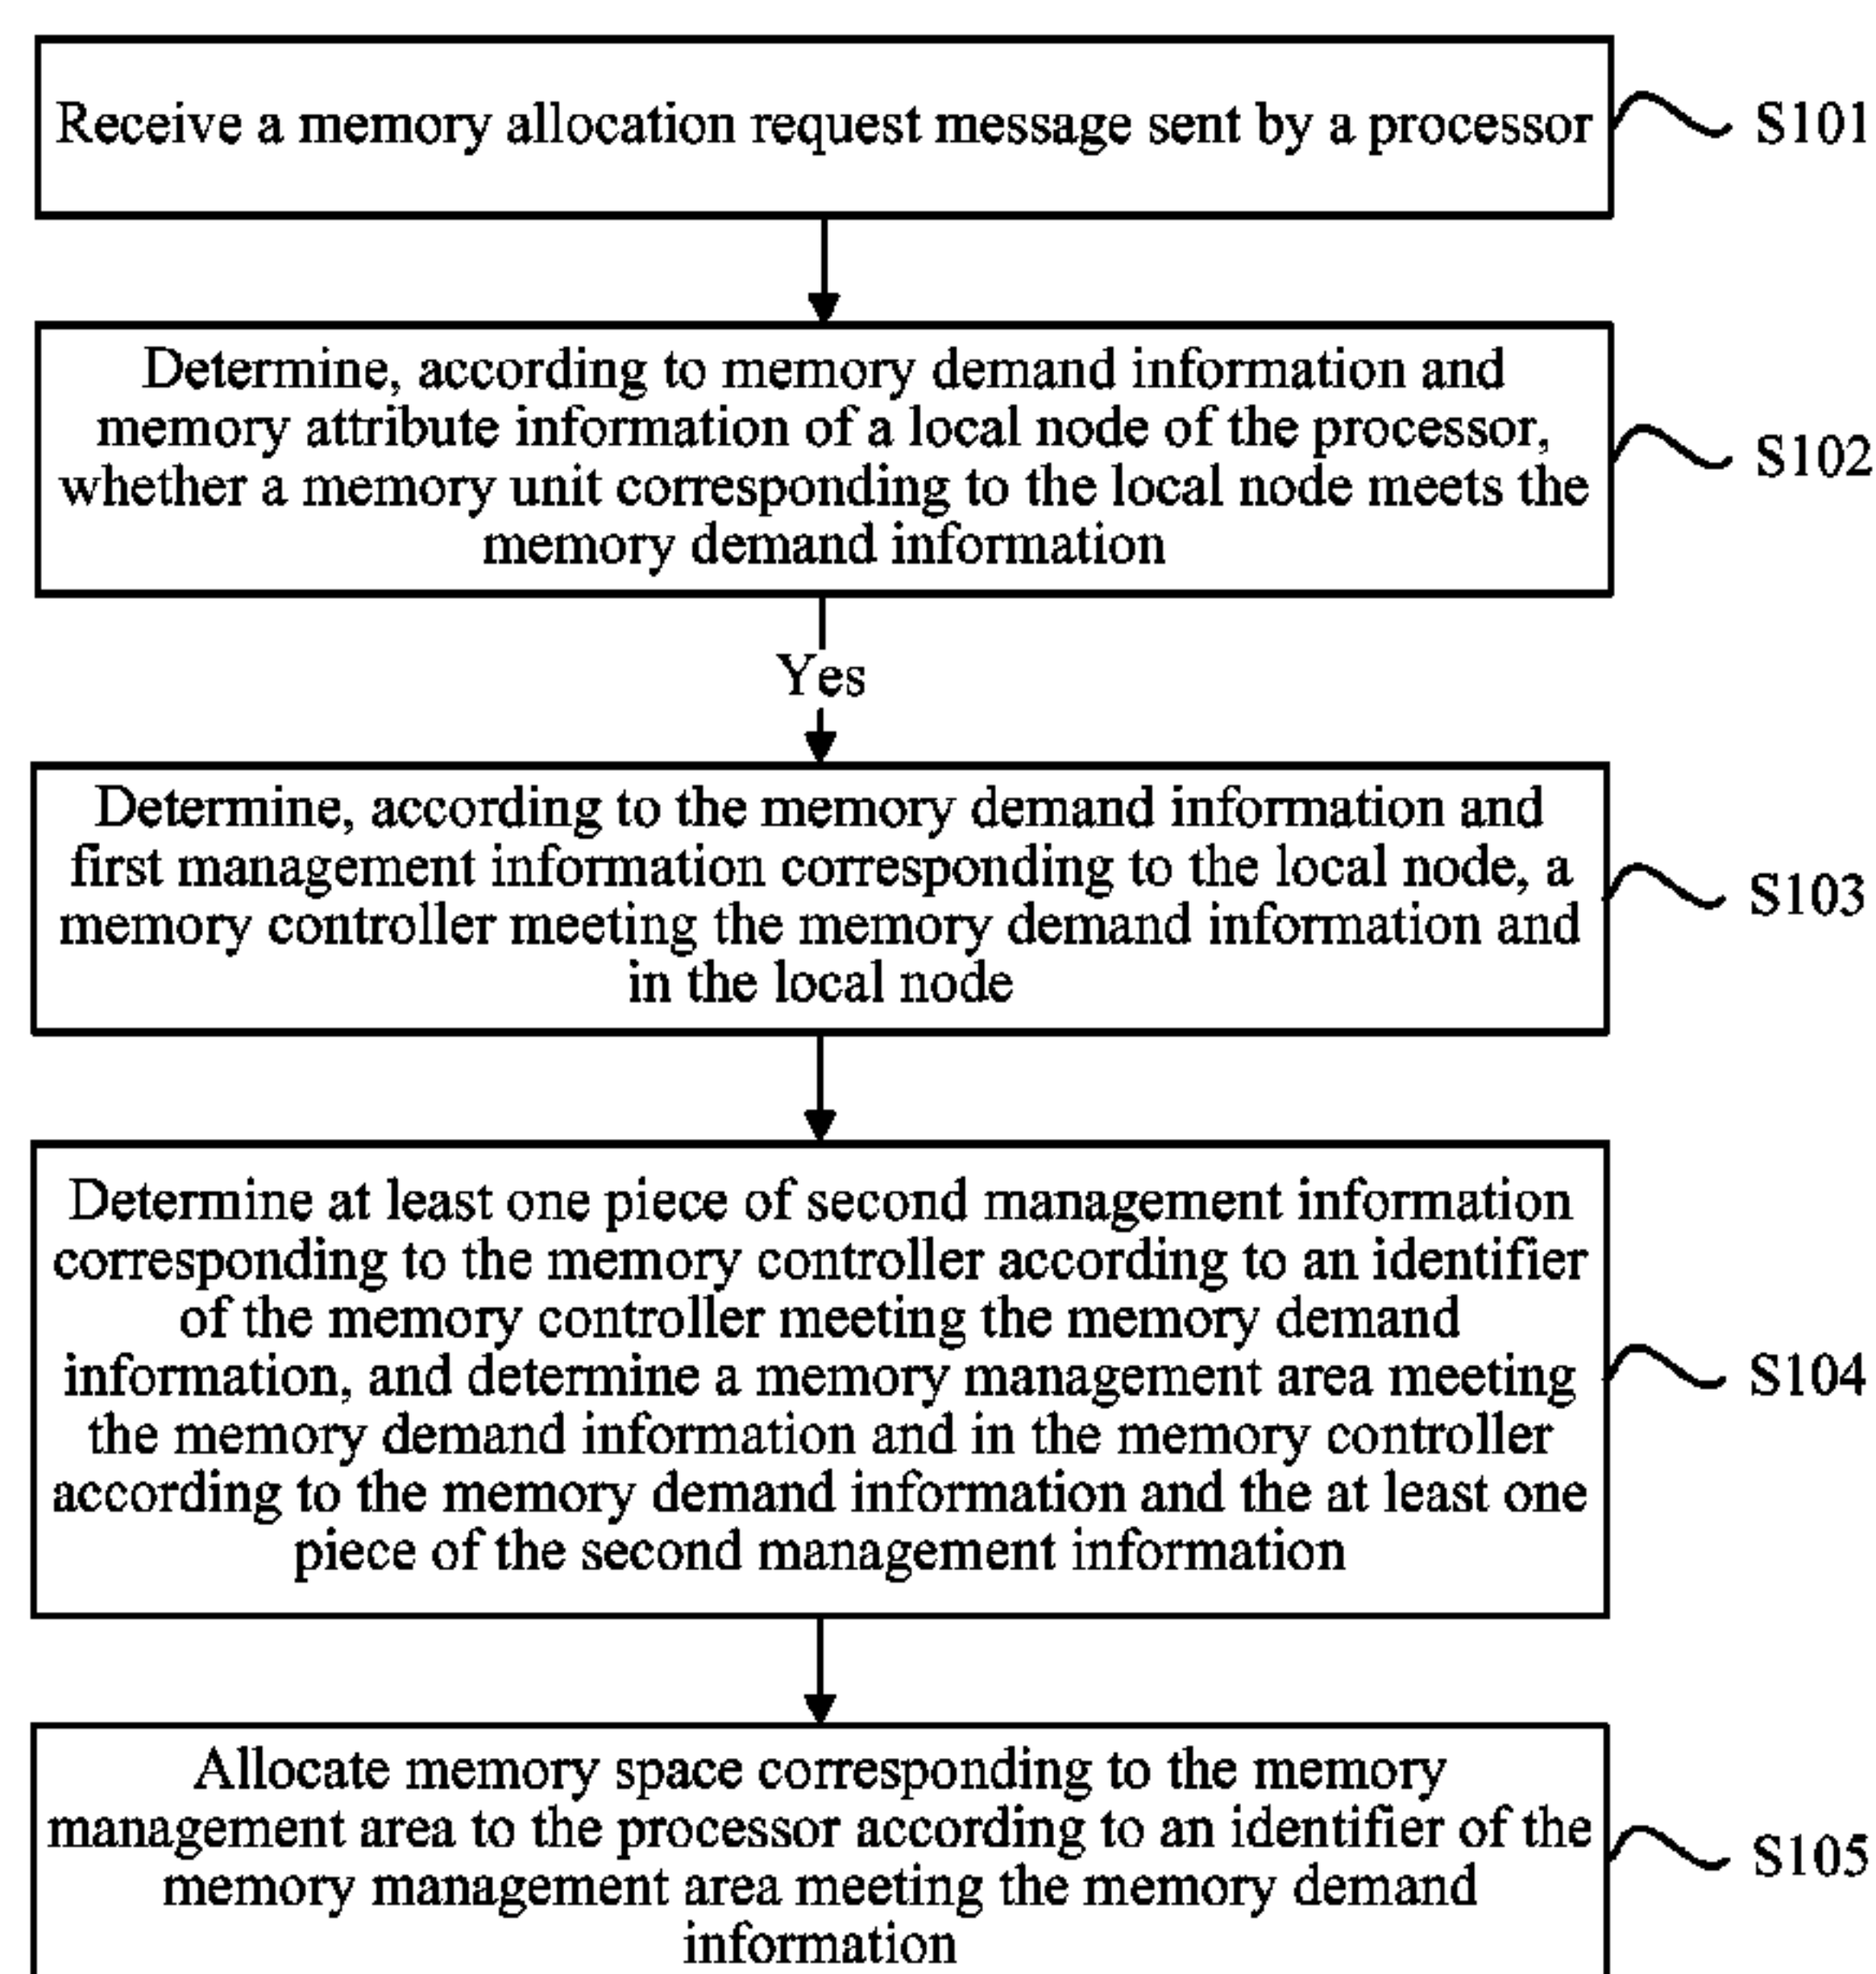 Receive a memory allocation request message sent by a processor
S101
Determine, according to memory demand information and
memory attribute information of a local node of the processor,
whether a memory unit corresponding to the local node meets the
memory demand information
S102
Yes
Determine, according to the memory demand information and
first management information corresponding to the local node, a
memory controller meeting the memory demand information and
in the local node
S103
Determine at least one piece of second management information
corresponding to the memory controller according to an identifier
of the memory controller meeting the memory demand
information, and determine a memory management area meeting
the memory demand information and in the memory controller
according to the memory demand information and the at least one
piece of the second management information
S104
Allocate memory space corresponding to the memory
management area to the processor according to an identifier of the
memory management area meeting the memory demand
information
S105